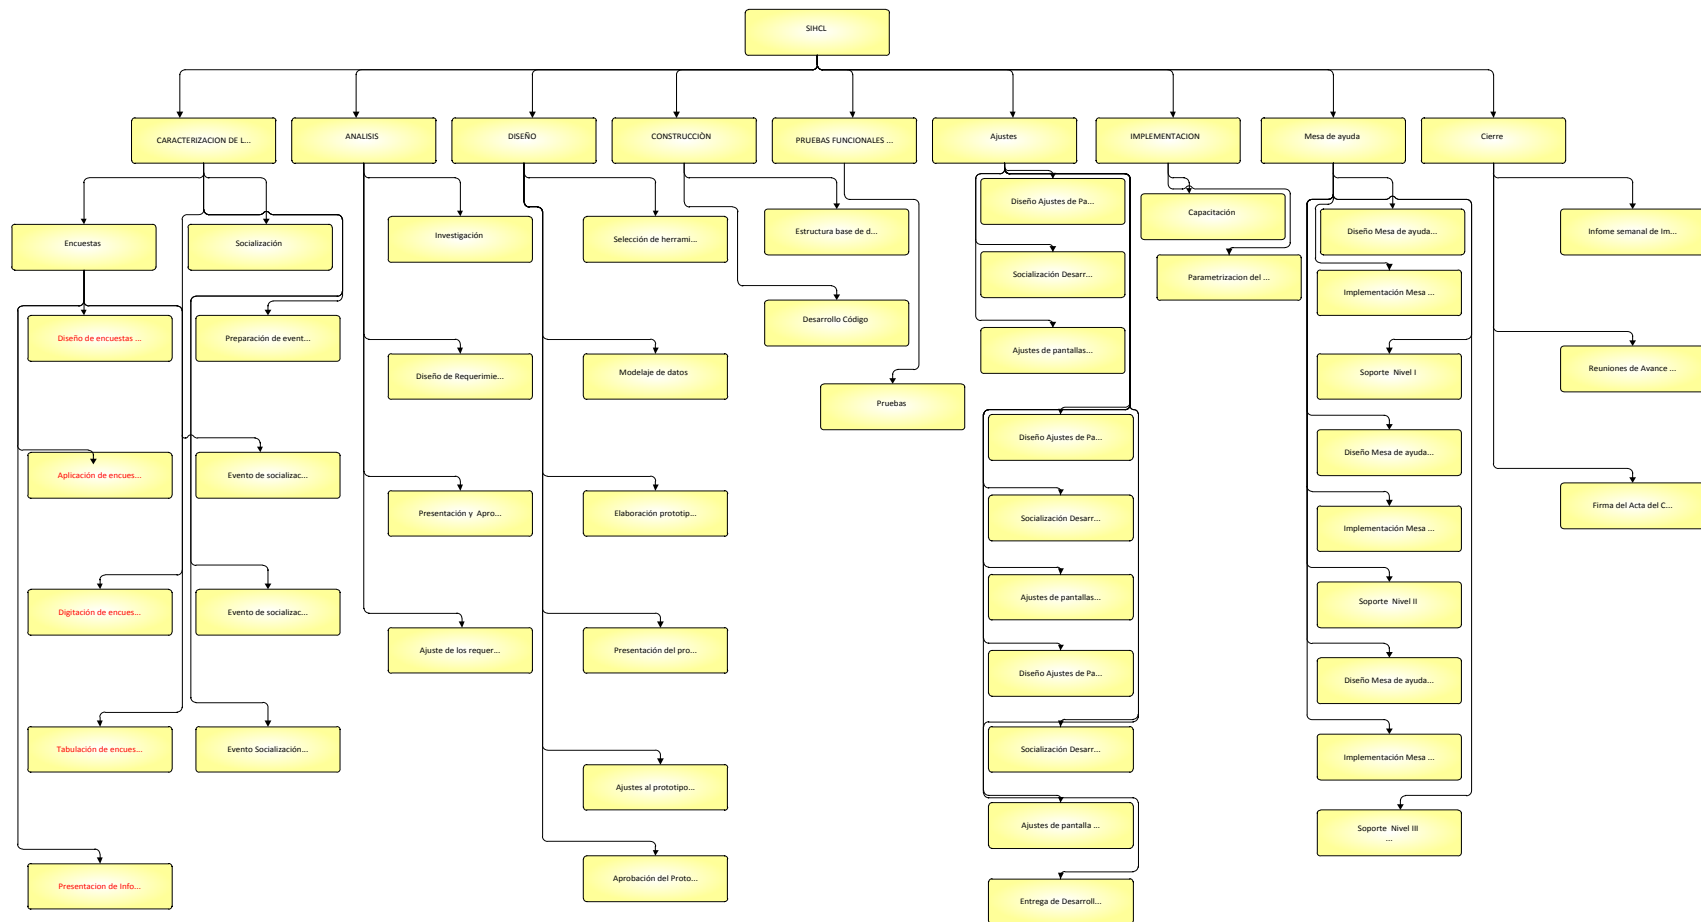 SIHCL
CARACTERIZACION DE L...
ANALISIS
DISEÑO
CONSTRUCCIÒN
PRUEBAS FUNCIONALES ...
Ajustes
IMPLEMENTACION
Mesa de ayuda
Cierre
Encuestas
Socialización
Diseño de encuestas ...
Preparación de event...
Aplicación de encues...
Evento de socializac...
Digitación de encues...
Evento de socializac...
Tabulación de encues...
Evento Socialización...
Presentacion de Info...
Investigación
Diseño de Requerimie...
Presentación y Apro...
Ajuste de los requer...
Selección de herrami...
Modelaje de datos
Elaboración prototip...
Presentación del pro...
Ajustes al prototipo...
Aprobación del Proto...
Estructura base de d...
Desarrollo Código
Pruebas
Diseño Ajustes de Pa...
Socialización Desarr...
Ajustes de pantallas...
Diseño Ajustes de Pa...
Socialización Desarr...
Ajustes de pantallas...
Diseño Ajustes de Pa...
Socialización Desarr...
Ajustes de pantalla ...
Entrega de Desarroll...
Capacitación
Parametrizacion del ...
Diseño Mesa de ayuda...
Implementación Mesa ...
Soporte Nivel I
Diseño Mesa de ayuda...
Implementación Mesa ...
Soporte Nivel II
Diseño Mesa de ayuda...
Implementación Mesa ...
Soporte Nivel III
...
Infome semanal de Im...
Reuniones de Avance ...
Firma del Acta del C...